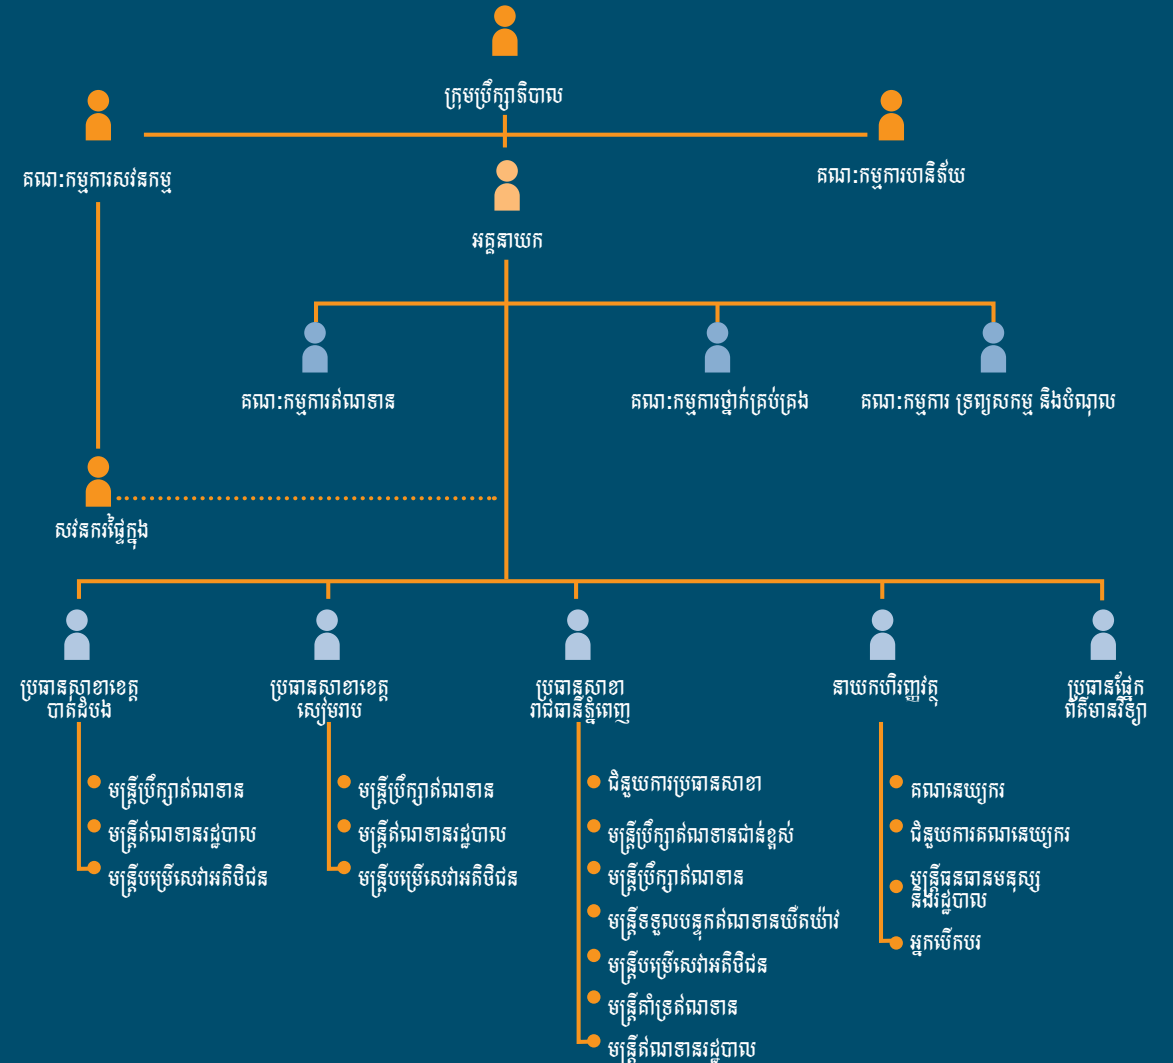 ក្រុមប្រឹក្សាភិបាល
គណៈកម្មការសវនកម្ម
គណៈកម្មការហានិភ័យ
អគ្គនាយក
គណៈកម្មការឥណទាន
គណៈកម្មការថ្នាក់គ្រប់គ្រង
គណៈកម្មការ ទ្រព្យសកម្ម និងបំណុល
សវនករផ្ទៃក្នុង
ប្រធានសាខាខេត្ត
បាត់ដំបង
មន្ត្រីប្រឹក្សាឥណទាន
មន្ត្រីឥណទានរដ្ឋបាល
មន្ត្រីបម្រើសេវាអតិថិជន
ប្រធានសាខាខេត្ត
សៀមរាប
មន្ត្រីប្រឹក្សាឥណទាន
មន្ត្រីឥណទានរដ្ឋបាល
មន្ត្រីបម្រើសេវាអតិថិជន
ប្រធានសាខា
រាជធានីភ្នំពេញ
ជំនួយការប្រធានសាខា
មន្ត្រីប្រឹក្សាឥណទានជាន់ខ្ពស់
មន្ត្រីប្រឹក្សាឥណទាន
មន្ត្រីទទួលបន្ទុកឥណទានយឺតយ៉ាវ
មន្ត្រីបម្រើសេវាអតិថិជន
មន្ត្រីគាំទ្រឥណទាន
មន្ត្រីឥណទានរដ្ឋបាល
នាយកហិរញ្ញវត្ថុ
គណនេយ្យករ
ជំនួយការគណនេយ្យករ
មន្ត្រីធនធានមនុស្ស
និងរដ្ឋបាល
អ្នកបើកបរ
ប្រធានផ្នែក
ព័ត៌មានវិទ្យា